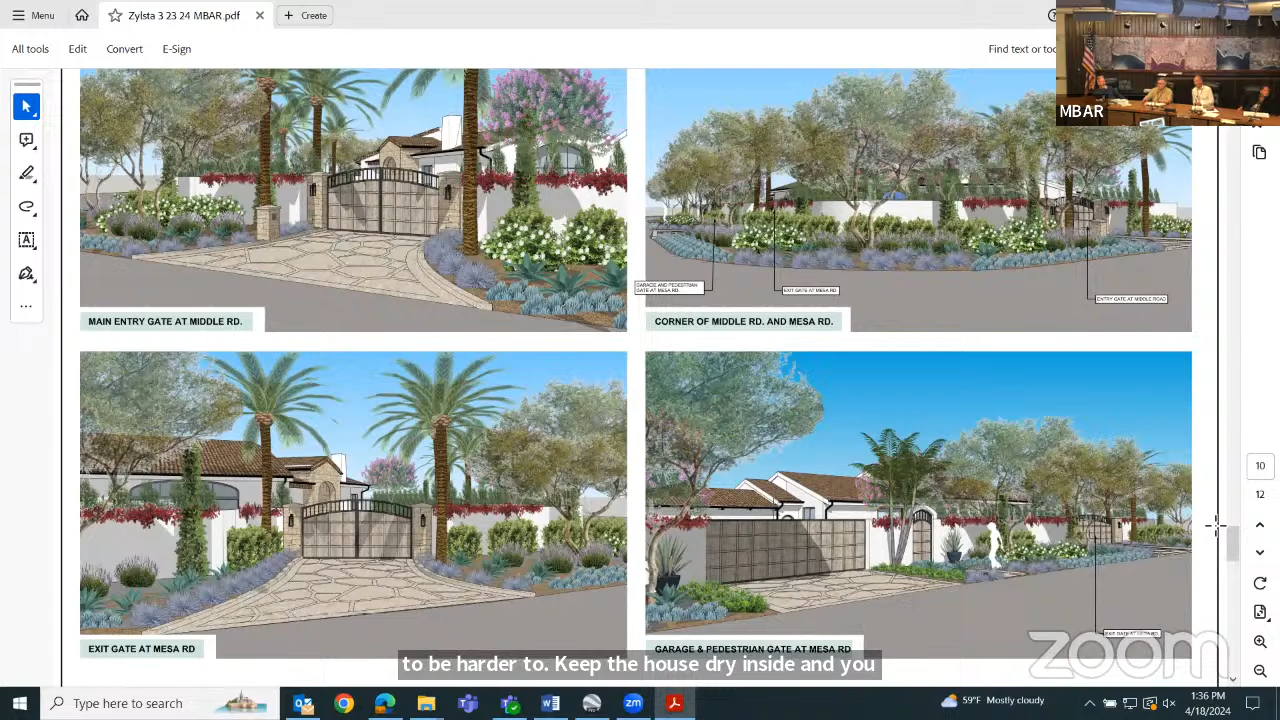 Menu
Zylsta 3 23 24 MBAR.pdf
Create
All tools
Edit
Convert
E-Sign
Find text or too
MBAR
GARAGE AND PEDESTRIAN
GATE AT MESA RD.
EXIT GATE AT MESA RD.
ENTRY GATE AT MIDDLE ROAD
MAIN ENTRY GATE AT MIDDLE RD.
CORNER OF MIDDLE RD. AND MESA RD.
10
12
EXIT GATE AT MESA RD.
EXIT GATE AT MESA RD
GARAGE & PEDESTRIAN GATE AT MESA RD
to be harder to. Keep the house dry inside and you
zoom
Type here to search
59°F Mostly cloudy
1:36 PM
4/18/2024